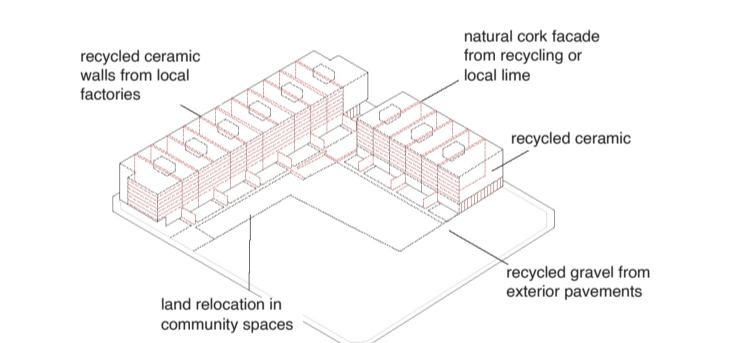 recycled ceramic
walls from local
factories
natural cork facade
from recycling or
local lime
recycled ceramic
recycled gravel from
exterior pavements
land relocation in
community spaces